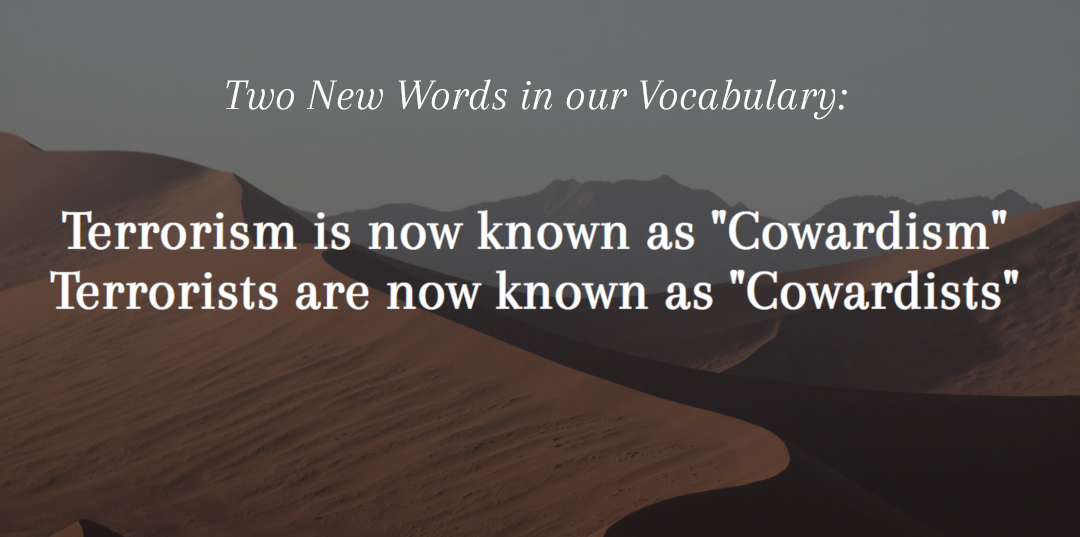 Two New Words in our Vocabulary:
Terrorism is now known as "Cowardism"
Terrorists are now known as "Cowardists"